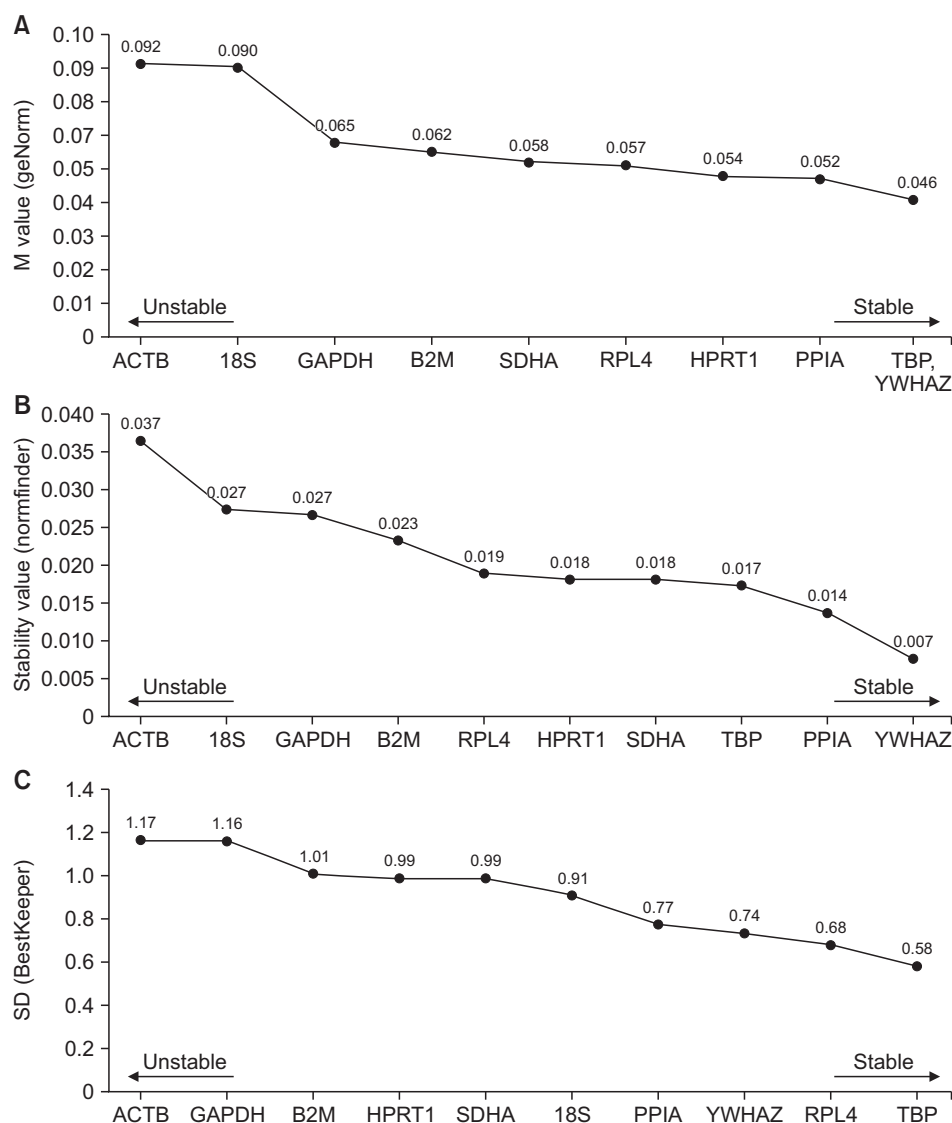 A
M value (geNorm)
0.10
0.09
0.08
0.07
0.06
0.05
0.04
0.03
0.02
0.01
0
0.092
0.090
0.065
0.062
0.058
0.057
0.054
0.052
0.046
Unstable
Stable
ACTB
18S
GAPDH
B2M
SDHA
RPL4
HPRT1
PPIA
TBP,
YWHAZ
B
Stability value (normfinder)
0.040
0.035
0.030
0.025
0.020
0.015
0.010
0.005
0
0.037
0.027
0.027
0.023
0.019
0.018
0.018
0.017
0.014
0.007
Unstable
Stable
ACTB
18S
GAPDH
B2M
RPL4
HPRT1
SDHA
TBP
PPIA
YWHAZ
C
SD (BestKeeper)
1.4
1.2
1.0
0.8
0.6
0.4
0.2
0
1.17
1.16
1.01
0.99
0.99
0.91
0.77
0.74
0.68
0.58
Unstable
Stable
ACTB
GAPDH
B2M
HPRT1
SDHA
18S
PPIA
YWHAZ
RPL4
TBP